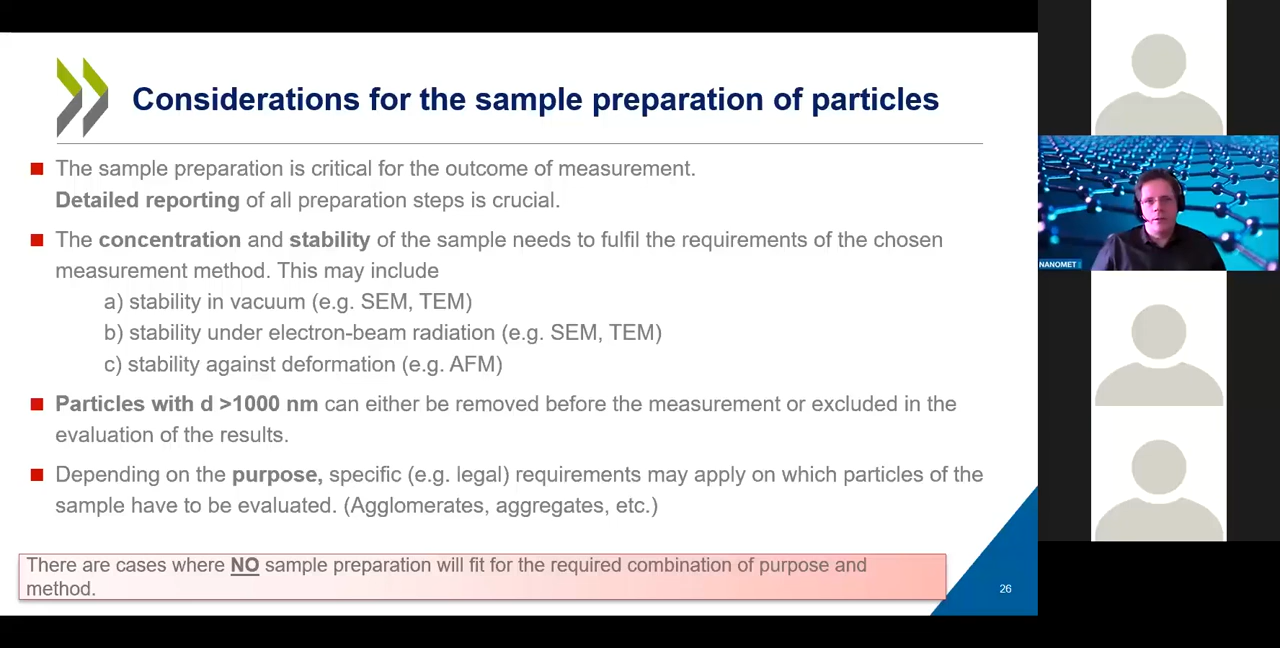 Considerations for the sample preparation of particles
The sample preparation is critical for the outcome of measurement.
Detailed reporting of all preparation steps is crucial.
The concentration and stability of the sample needs to fulfil the requirements of the chosen
measurement method. This may include
a) stability in vacuum (e.g. SEM, TEM)
b) stability under electron-beam radiation (e.g. SEM, TEM)
c) stability against deformation (e.g. AFM)
Particles with d >1000 nm can either be removed before the measurement or excluded in the
evaluation of the results.
Depending on the purpose, specific (e.g. legal) requirements may apply on which particles of the
sample have to be evaluated. (Agglomerates, aggregates, etc.)
There are cases where NO sample preparation will fit for the required combination of purpose and
method.
26
NANOMET